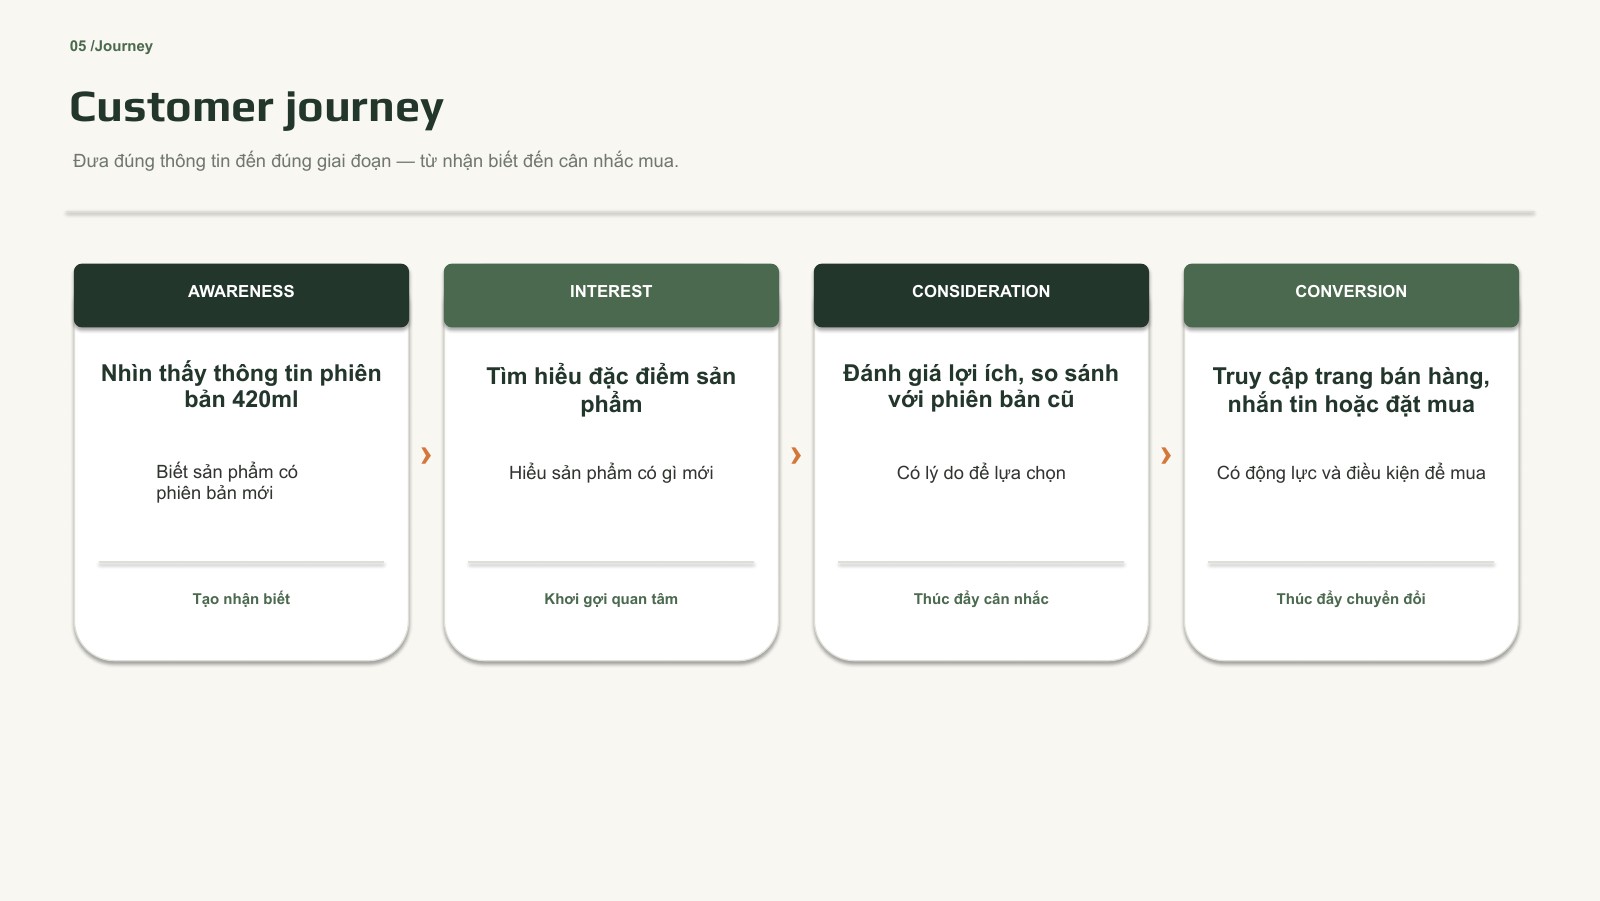 05 /Journey
Customer journey
Đưa đúng thông tin đến đúng giai đoạn — từ nhận biết đến cân nhắc mua.
AWARENESS
Nhìn thấy thông tin phiên
bản 420ml
Biết sản phẩm có
phiên bản mới
Tạo nhận biết
›
INTEREST
Tìm hiểu đặc điểm sản
phẩm
Hiểu sản phẩm có gì mới
Khơi gợi quan tâm
›
CONSIDERATION
Đánh giá lợi ích, so sánh
với phiên bản cũ
Có lý do để lựa chọn
Thúc đẩy cân nhắc
›
CONVERSION
Truy cập trang bán hàng,
nhắn tin hoặc đặt mua
Có động lực và điều kiện để mua
Thúc đẩy chuyển đổi